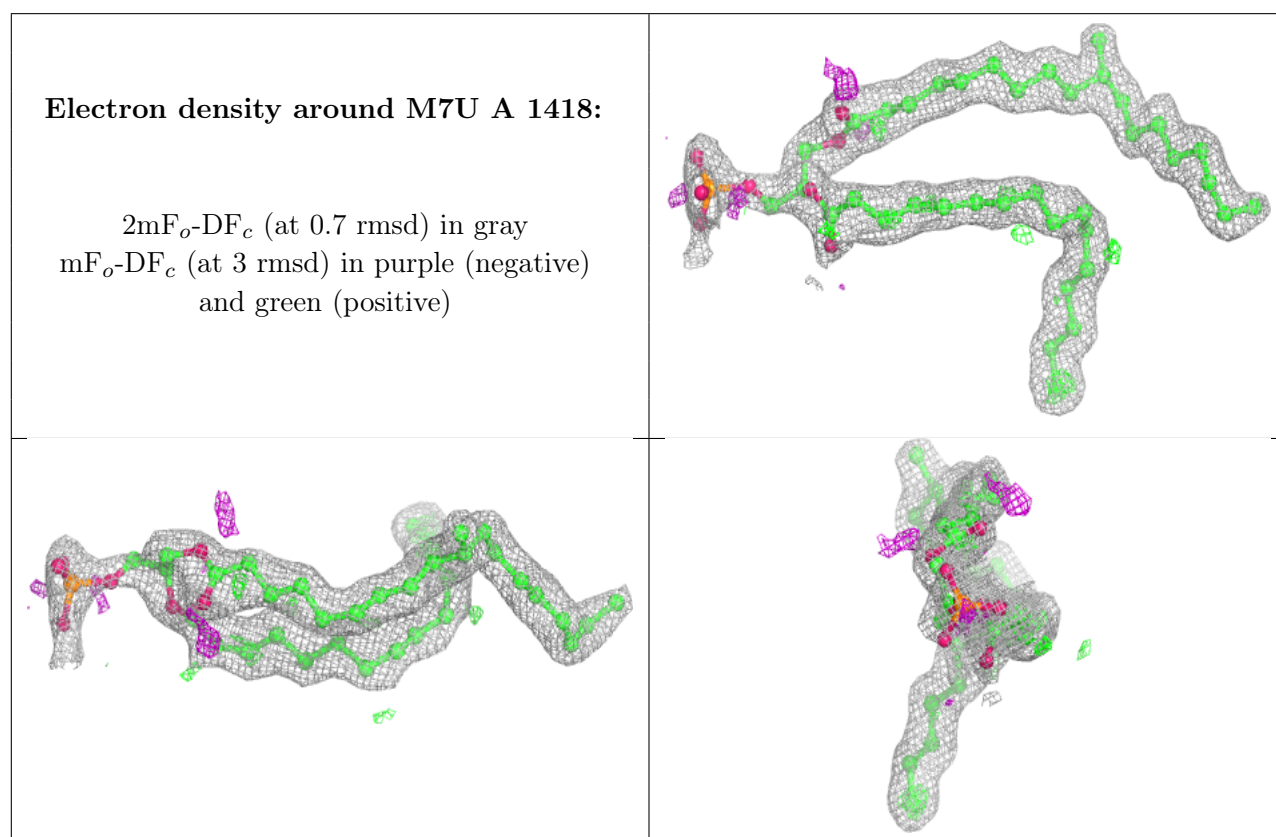 Electron density around M7U A 1418:
2mFo-DFc (at 0.7 rmsd) in gray
mFo-DFc (at 3 rmsd) in purple (negative)
and green (positive)